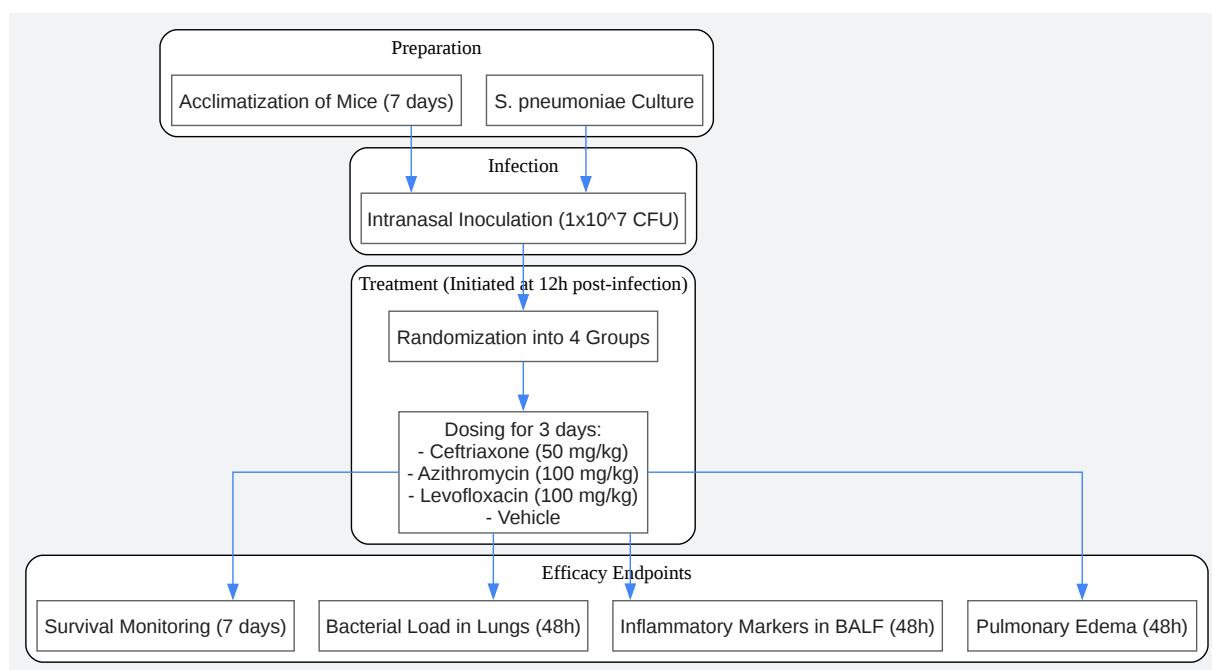 Preparation
Acclimatization of Mice (7 days)
S. pneumoniae Culture
Infection
Intranasal Inoculation (1x10^7 CFU)
Treatment (Initiated at 12h post-infection)
Randomization into 4 Groups
Dosing for 3 days:
- Ceftriaxone (50 mg/kg)
- Azithromycin (100 mg/kg)
- Levofloxacin (100 mg/kg)
- Vehicle
Efficacy Endpoints
Survival Monitoring (7 days)
Bacterial Load in Lungs (48h)
Inflammatory Markers in BALF (48h)
Pulmonary Edema (48h)